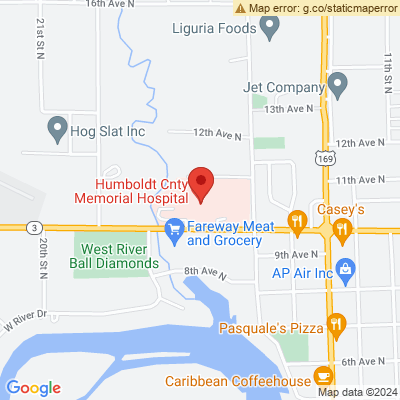 16th Ave N
Map error: g.co/staticmaperror
21st St N
Liguria Foods
11th St N
Jet Company
13th Ave N
Hog Slat Inc
12th Ave N
12th Ave N
169
Humboldt Cnty
Memorial Hospital
11th Ave N
Casey's
3
Fareway Meat
and Grocery
20th St N
West River
Ball Diamonds
9th Ave N
8th Ave N
AP Air Inc
W River Dr
Pasquale's Pizza
6th Ave N
Caribbean Coffeehouse
Google
Map data ©2024